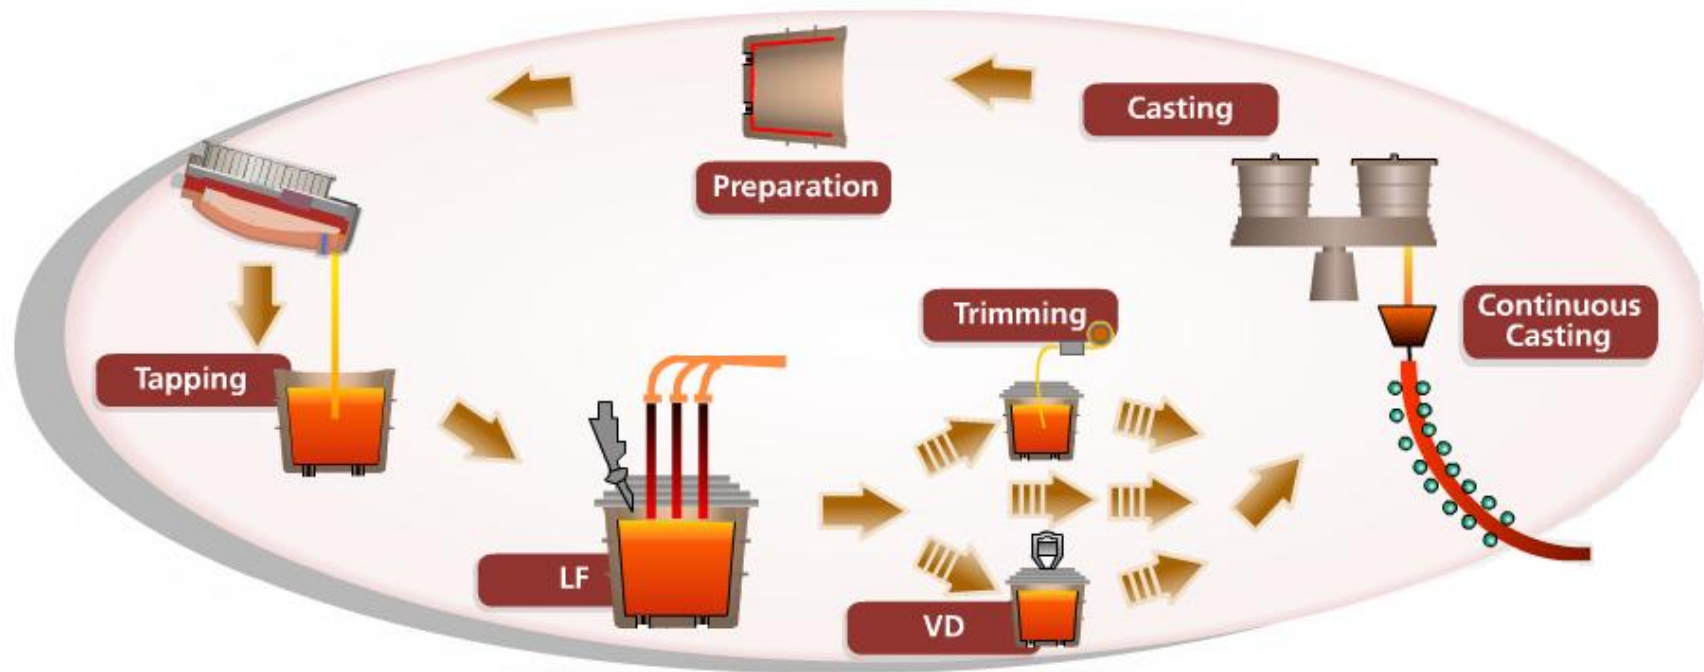 Casting
Preparation
Trimming
Continuous
Casting
Tapping
LF
VD